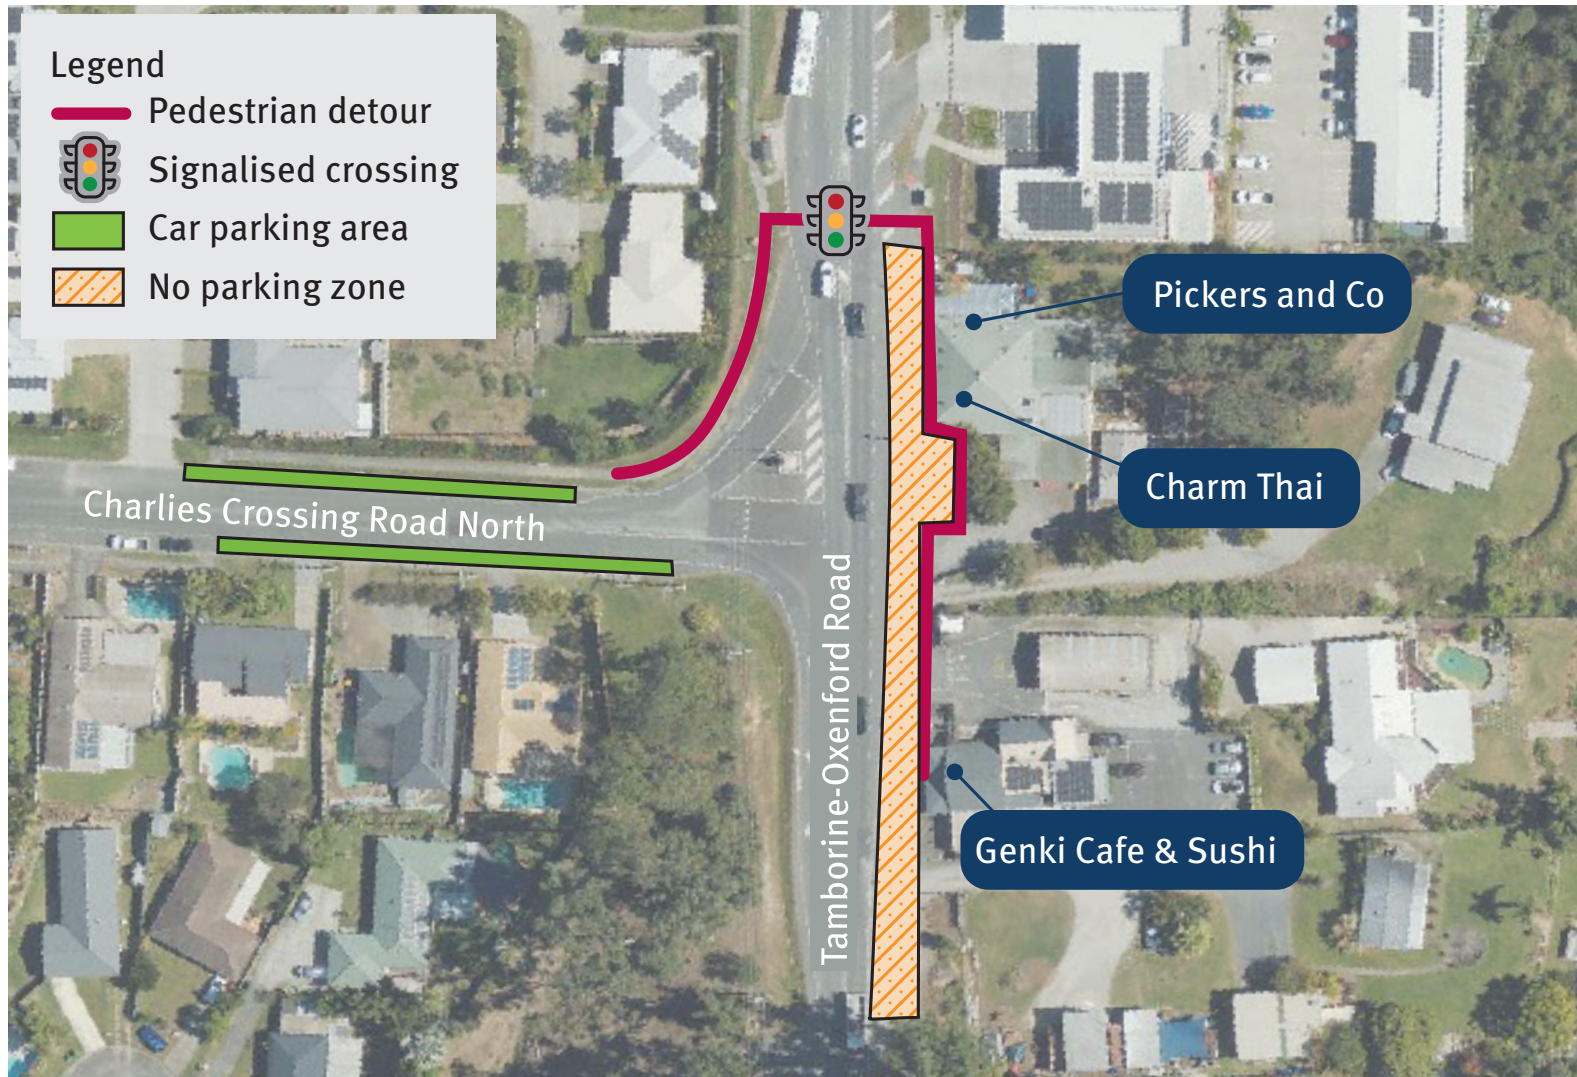 Legend
Pedestrian detour
Signalised crossing
Car parking area
No parking zone
Pickers and Co
Charm Thai
Charlies Crossing Road North
Tamborine-Oxenford Road
Genki Cafe & Sushi